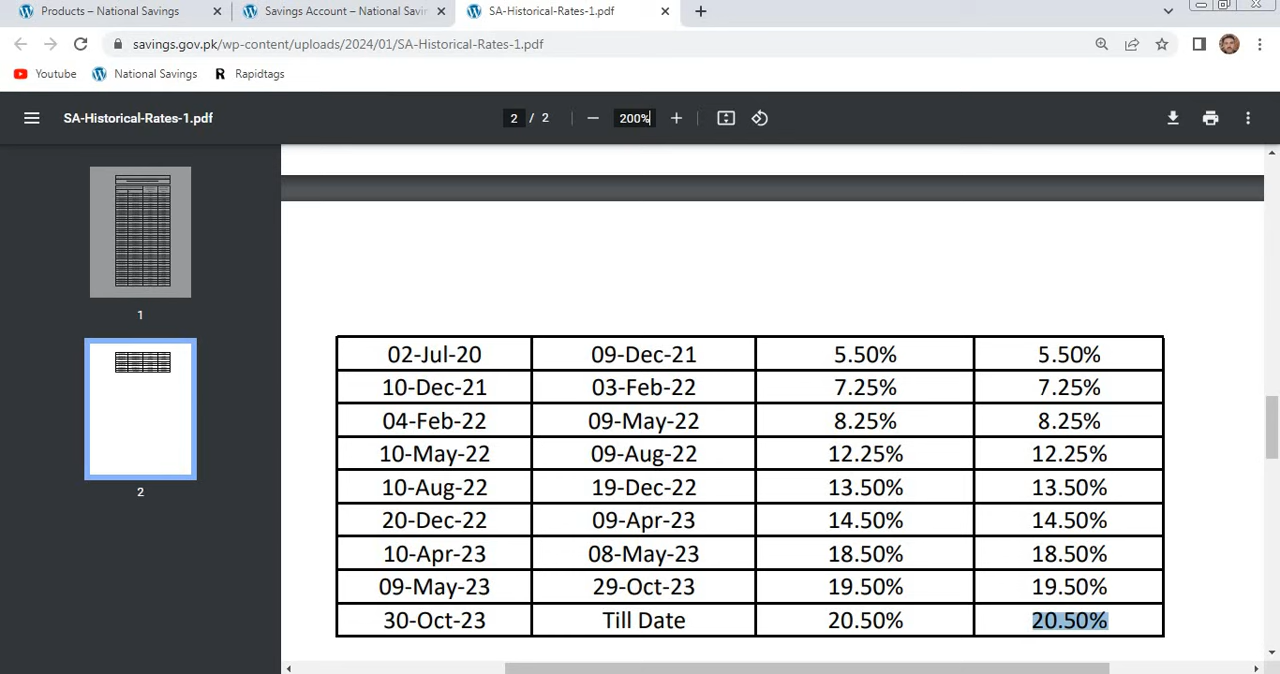 Products – National Savings
Savings Account – National Savin
SA-Historical-Rates-1.pdf
savings.gov.pk/wp-content/uploads/2024/01/SA-Historical-Rates-1.pdf
Youtube National Savings R Rapidtags
SA-Historical-Rates-1.pdf 2 / 2 200%
02-Jul-20 09-Dec-21 5.50% 5.50%
10-Dec-21 03-Feb-22 7.25% 7.25%
04-Feb-22 09-May-22 8.25% 8.25%
10-May-22 09-Aug-22 12.25% 12.25%
10-Aug-22 19-Dec-22 13.50% 13.50%
20-Dec-22 09-Apr-23 14.50% 14.50%
10-Apr-23 08-May-23 18.50% 18.50%
09-May-23 29-Oct-23 19.50% 19.50%
30-Oct-23 Till Date 20.50% 20.50%
1
2